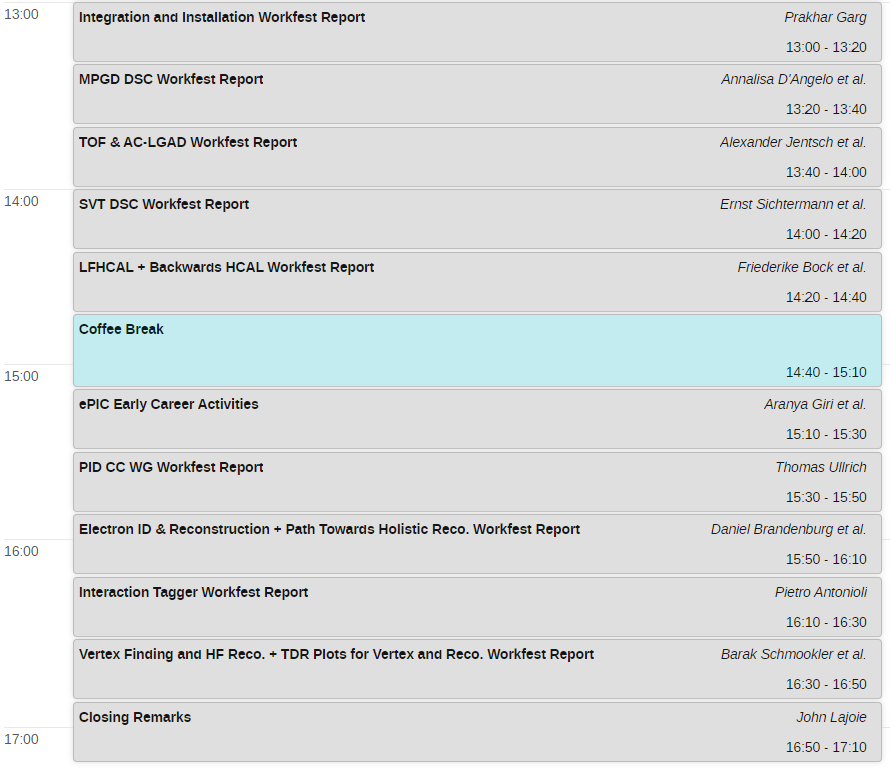 13:00
Integration and Installation Workfest Report
Prakhar Garg
13:00 - 13:20
MPGD DSC Workfest Report
Annalisa D'Angelo et al.
13:20 - 13:40
TOF & AC-LGAD Workfest Report
Alexander Jentsch et al.
13:40 - 14:00
14:00
SVT DSC Workfest Report
Ernst Sichtermann et al.
14:00 - 14:20
LFHCAL + Backwards HCAL Workfest Report
Friederike Bock et al.
14:20 - 14:40
Coffee Break
14:40 - 15:10
15:00
ePIC Early Career Activities
Aranya Giri et al.
15:10 - 15:30
PID CC WG Workfest Report
Thomas Ullrich
15:30 - 15:50
Electron ID & Reconstruction + Path Towards Holistic Reco. Workfest Report
Daniel Brandenburg et al.
15:50 - 16:10
16:00
Interaction Tagger Workfest Report
Pietro Antonioli
16:10 - 16:30
Vertex Finding and HF Reco. + TDR Plots for Vertex and Reco. Workfest Report
Barak Schmookler et al.
16:30 - 16:50
Closing Remarks
John Lajoie
16:50 - 17:10
17:00